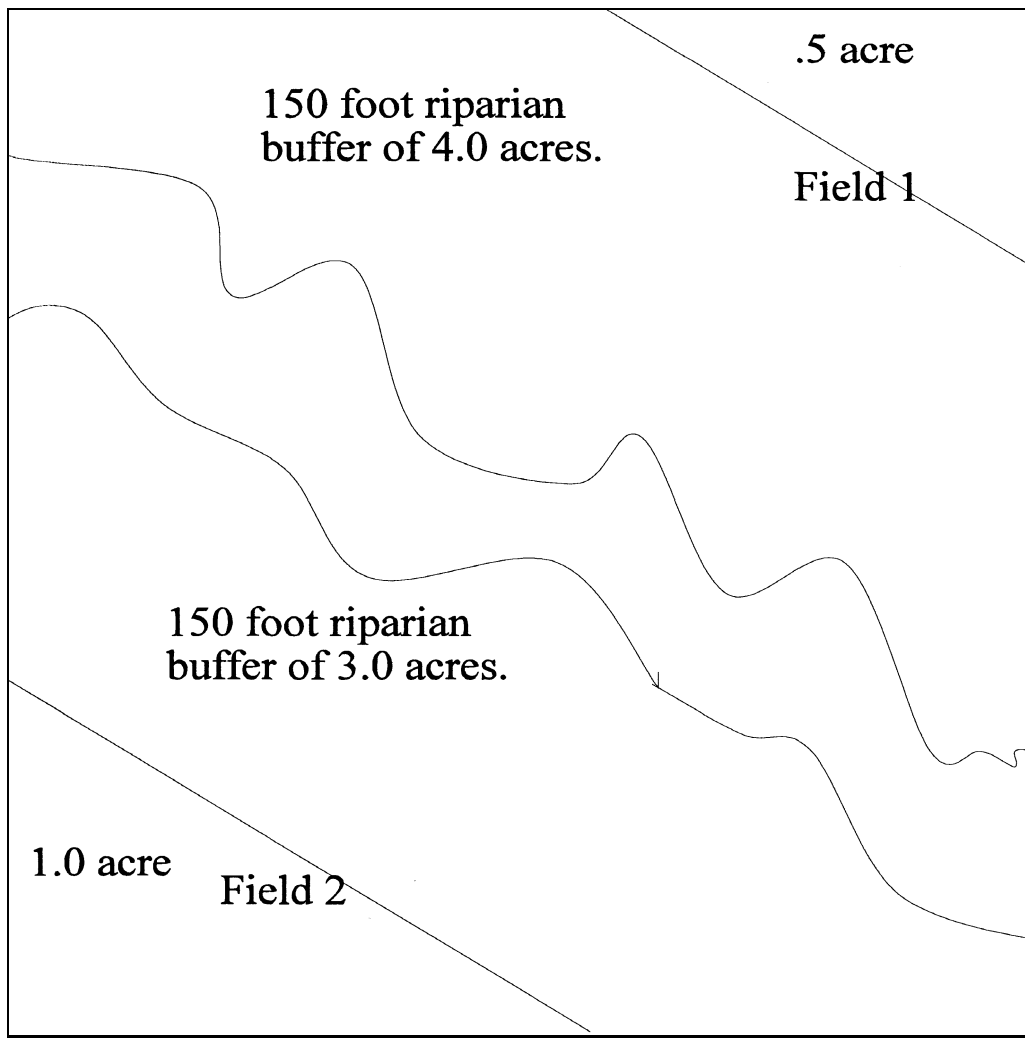 .5 acre
150 foot riparian
buffer of 4.0 acres.
Field 1
150 foot riparian
buffer of 3.0 acres.
1.0 acre
Field 2